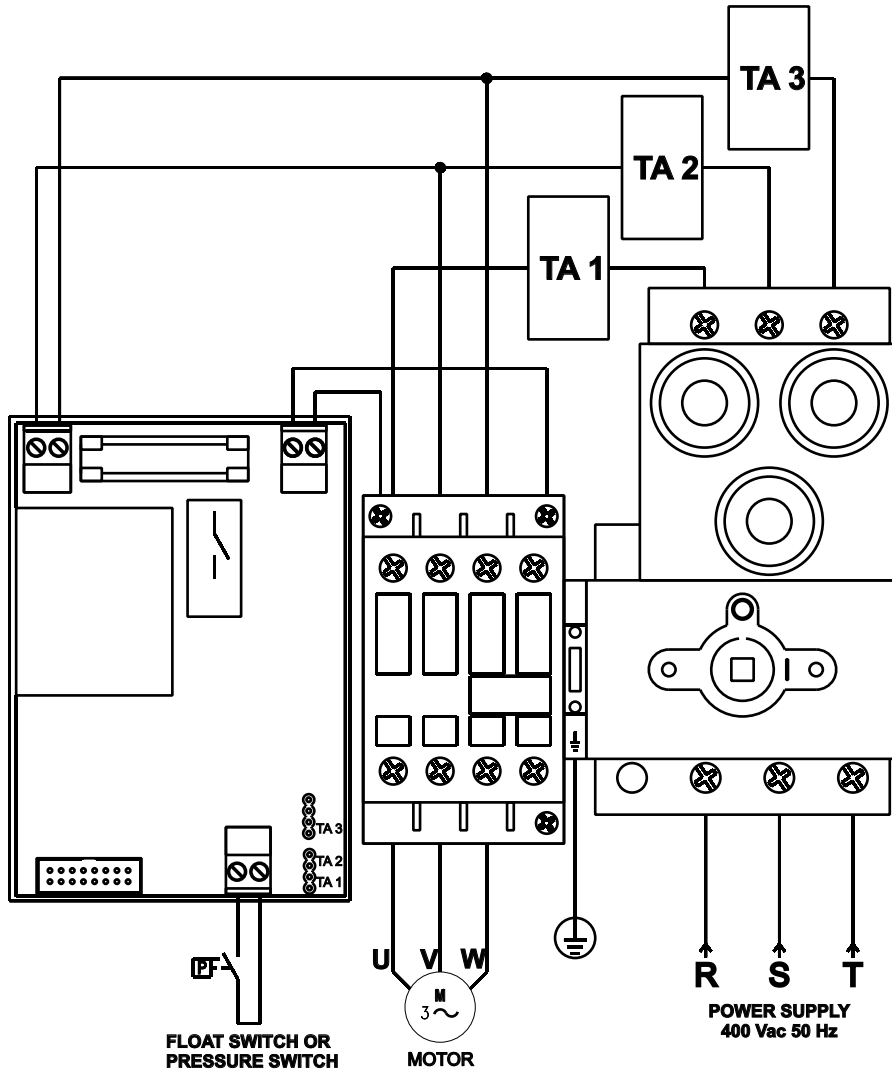 TA 3
TA 2
TA 1
TA 3
TA 2
TA 1
P
U V W
M
3~
R S T
POWER SUPPLY
400 Vac 50 Hz
FLOAT SWITCH OR
PRESSURE SWITCH
MOTOR